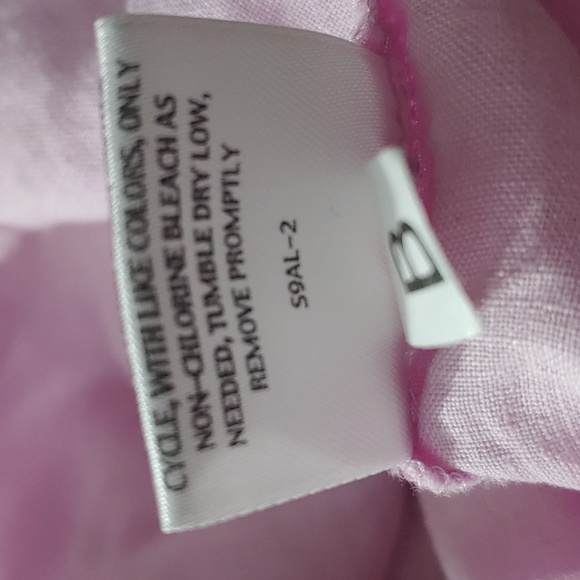 CYCLE, WITH LIKE COLORS, ONLY
NON-CHLORINE BLEACH AS
NEEDED, TUMBLE DRY LOW,
REMOVE PROMPTLY
S9AL-2
B